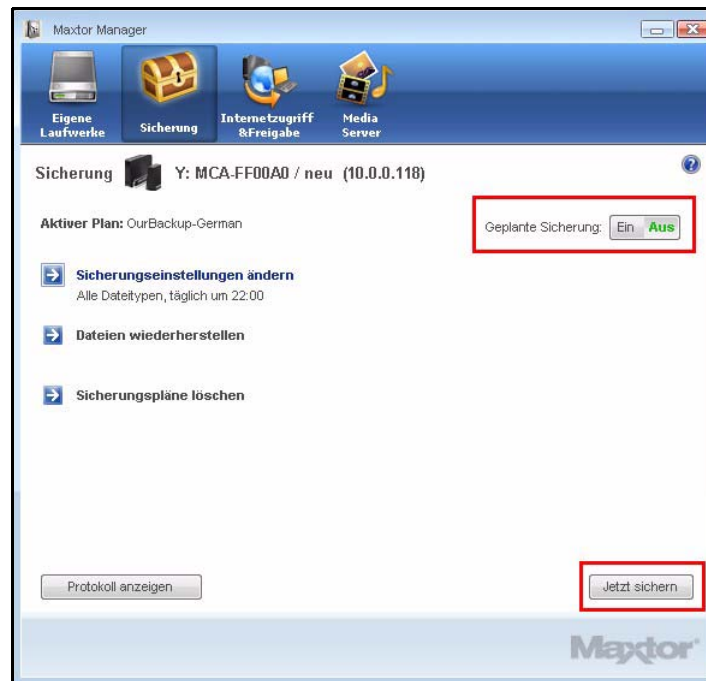 Maxtor Manager
Eigene Laufwerke
Sicherung
Internetzugriff &Freigabe
Media Server
Sicherung Y: MCA-FF00A0 / neu (10.0.0.118)
Aktiver Plan: OurBackup-German
Geplante Sicherung: Ein Aus
Sicherungseinstellungen ändern
Alle Dateitypen, täglich um 22:00
Dateien wiederherstellen
Sicherungspläne löschen
Protokoll anzeigen
Jetzt sichern
Maxtor